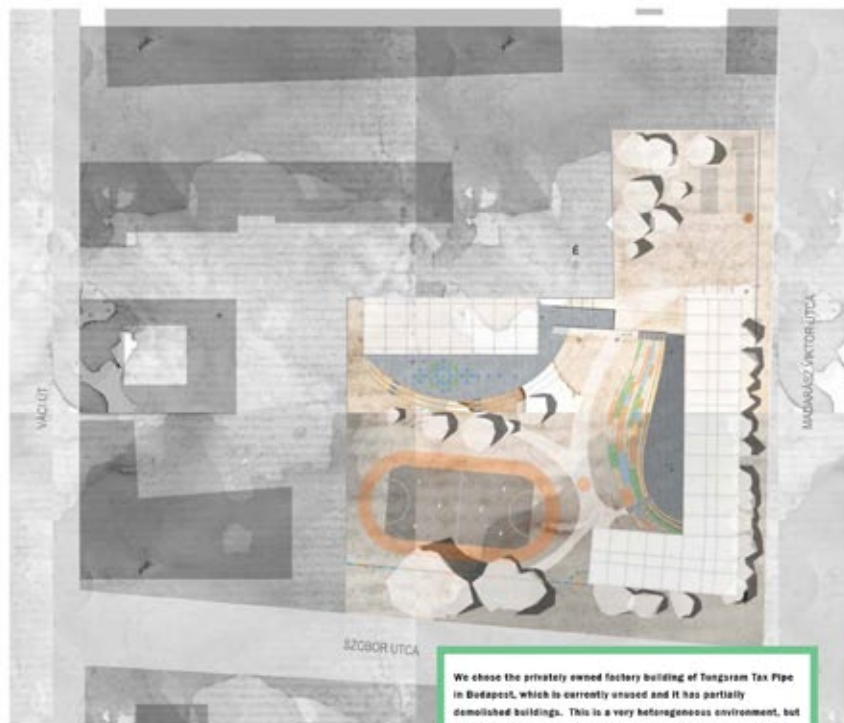 É
VÁCI ÚT
MADARÁSZ VIKTOR UTCA
SZOBOR UTCA
We chose the privately owned factory building of Tungsram Tax Pipe
in Budapest, which is currently unused and it has partially
demolished buildings. This is a very heterogeneous environment, but